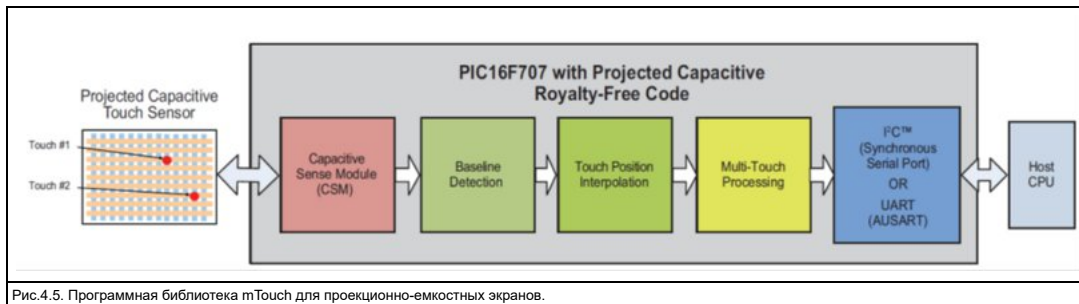 PIC16F707 with Projected Capacitive
Royalty-Free Code
Projected Capacitive
Touch Sensor
Touch #1
Touch #2
Capacitive
Sense Module
(CSM)
Baseline
Detection
Touch Position
Interpolation
Multi-Touch
Processing
I²C™
(Synchronous
Serial Port)
OR
UART
(AUSART)
Host
CPU
Рис.4.5. Программная библиотека mTouch для проекционно-емкостных экранов.